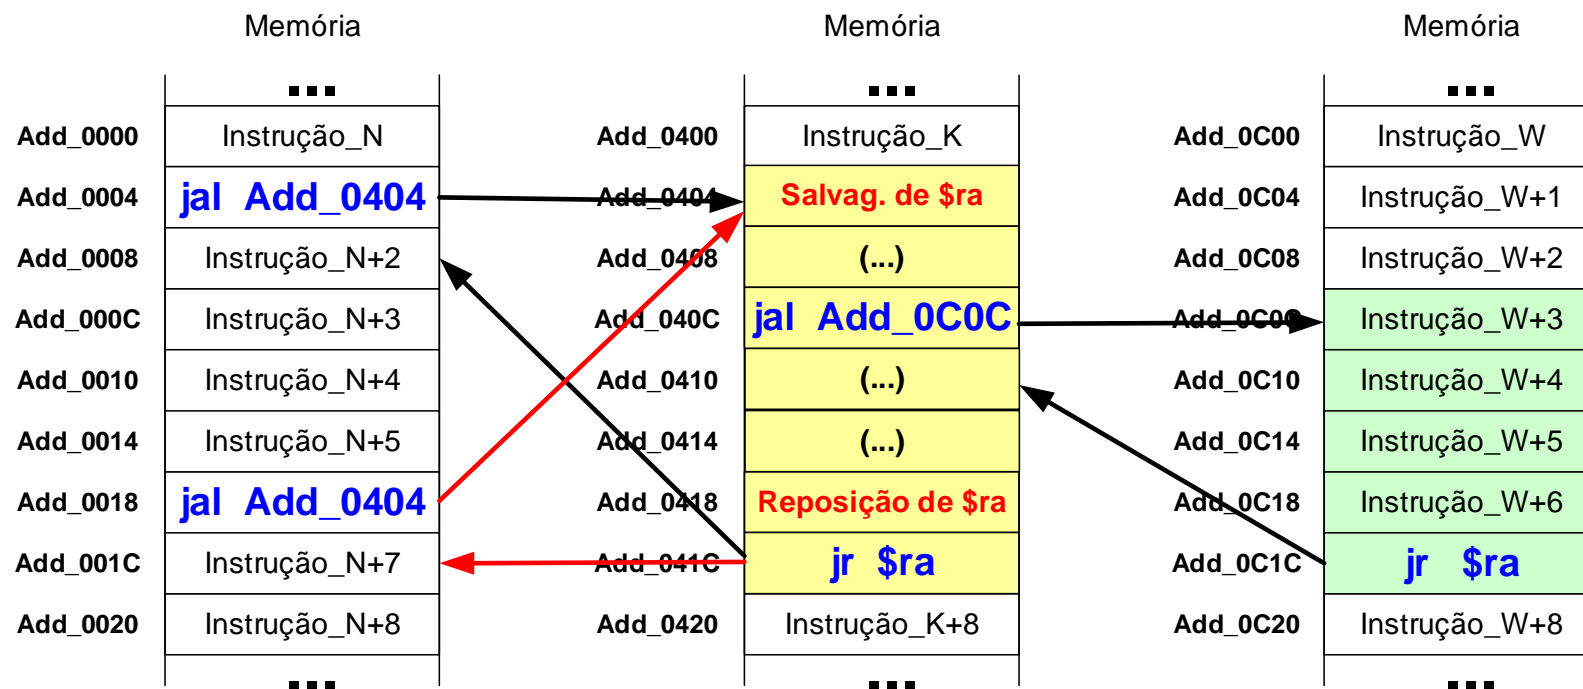 Memória Memória Memória
... ... ...
Add_0000 Instrução_N Add_0400 Instrução_K Add_0C00 Instrução_W
Add_0004 jal Add_0404 Add_0404 Salvag. de $ra Add_0C04 Instrução_W+1
Add_0008 Instrução_N+2 Add_0408 (...) Add_0C08 Instrução_W+2
Add_000C Instrução_N+3 Add_040C jal Add_0C0C Add_0C0C Instrução_W+3
Add_0010 Instrução_N+4 Add_0410 (...) Add_0C10 Instrução_W+4
Add_0014 Instrução_N+5 Add_0414 (...) Add_0C14 Instrução_W+5
Add_0018 jal Add_0404 Add_0418 Reposição de $ra Add_0C18 Instrução_W+6
Add_001C Instrução_N+7 Add_041C jr $ra Add_0C1C jr $ra
Add_0020 Instrução_N+8 Add_0420 Instrução_K+8 Add_0C20 Instrução_W+8
... ... ...